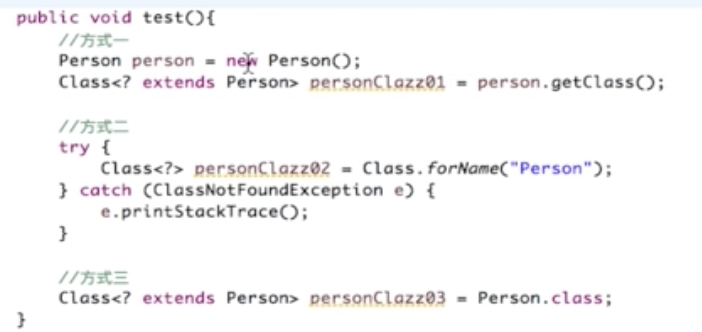 public void test(){
//方式一
Person person = new Person();
Class<? extends Person> personClazz01 = person.getClass();
//方式二
try {
Class<?> personClazz02 = Class.forName("Person");
} catch (ClassNotFoundException e) {
e.printStackTrace();
}
//方式三
Class<? extends Person> personClazz03 = Person.class;
}